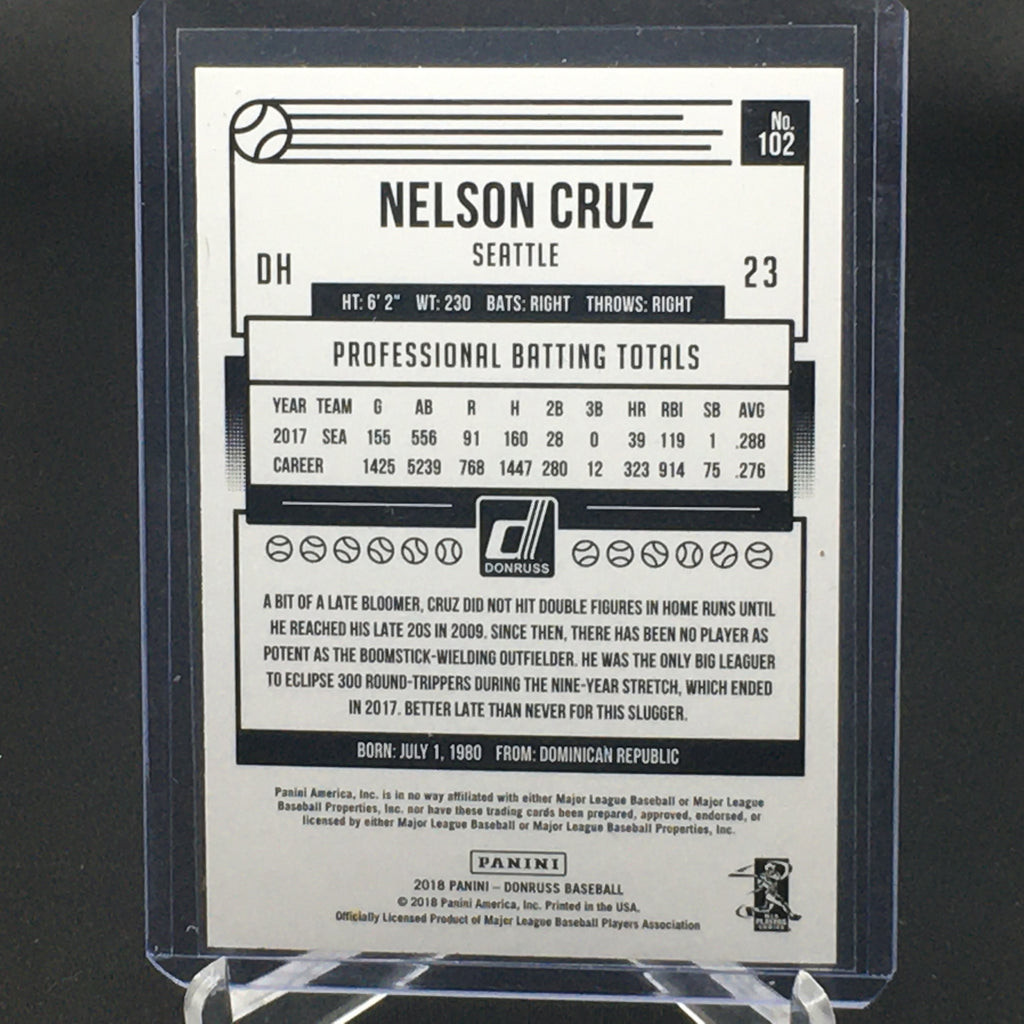 No.
102
NELSON CRUZ
SEATTLE
DH
23
HT: 6' 2" WT: 230 BATS: RIGHT THROWS: RIGHT
PROFESSIONAL BATTING TOTALS
YEAR TEAM G AB R H 2B 3B HR RBI SB AVG
2017 SEA 155 556 91 160 28 0 39 119 1 .288
CAREER 1425 5239 768 1447 280 12 323 914 75 .276
d
DONRUSS
A BIT OF A LATE BLOOMER, CRUZ DID NOT HIT DOUBLE FIGURES IN HOME RUNS UNTIL
HE REACHED HIS LATE 20S IN 2009. SINCE THEN, THERE HAS BEEN NO PLAYER AS
POTENT AS THE BOOMSTICK-WIELDING OUTFIELDER. HE WAS THE ONLY BIG LEAGUER
TO ECLIPSE 300 ROUND-TRIPPERS DURING THE NINE-YEAR STRETCH, WHICH ENDED
IN 2017. BETTER LATE THAN NEVER FOR THIS SLUGGER.
BORN: JULY 1, 1980 FROM: DOMINICAN REPUBLIC
Panini America, Inc. is in no way affiliated with either Major League Baseball or Major League
Baseball Properties, Inc. nor have these trading cards been prepared, approved, endorsed, or
licensed by either Major League Baseball or Major League Baseball Properties, Inc.
PANINI
2018 PANINI – DONRUSS BASEBALL
© 2018 Panini America, Inc. Printed in the USA.
Officially Licensed Product of Major League Baseball Players Association
PLAYERS